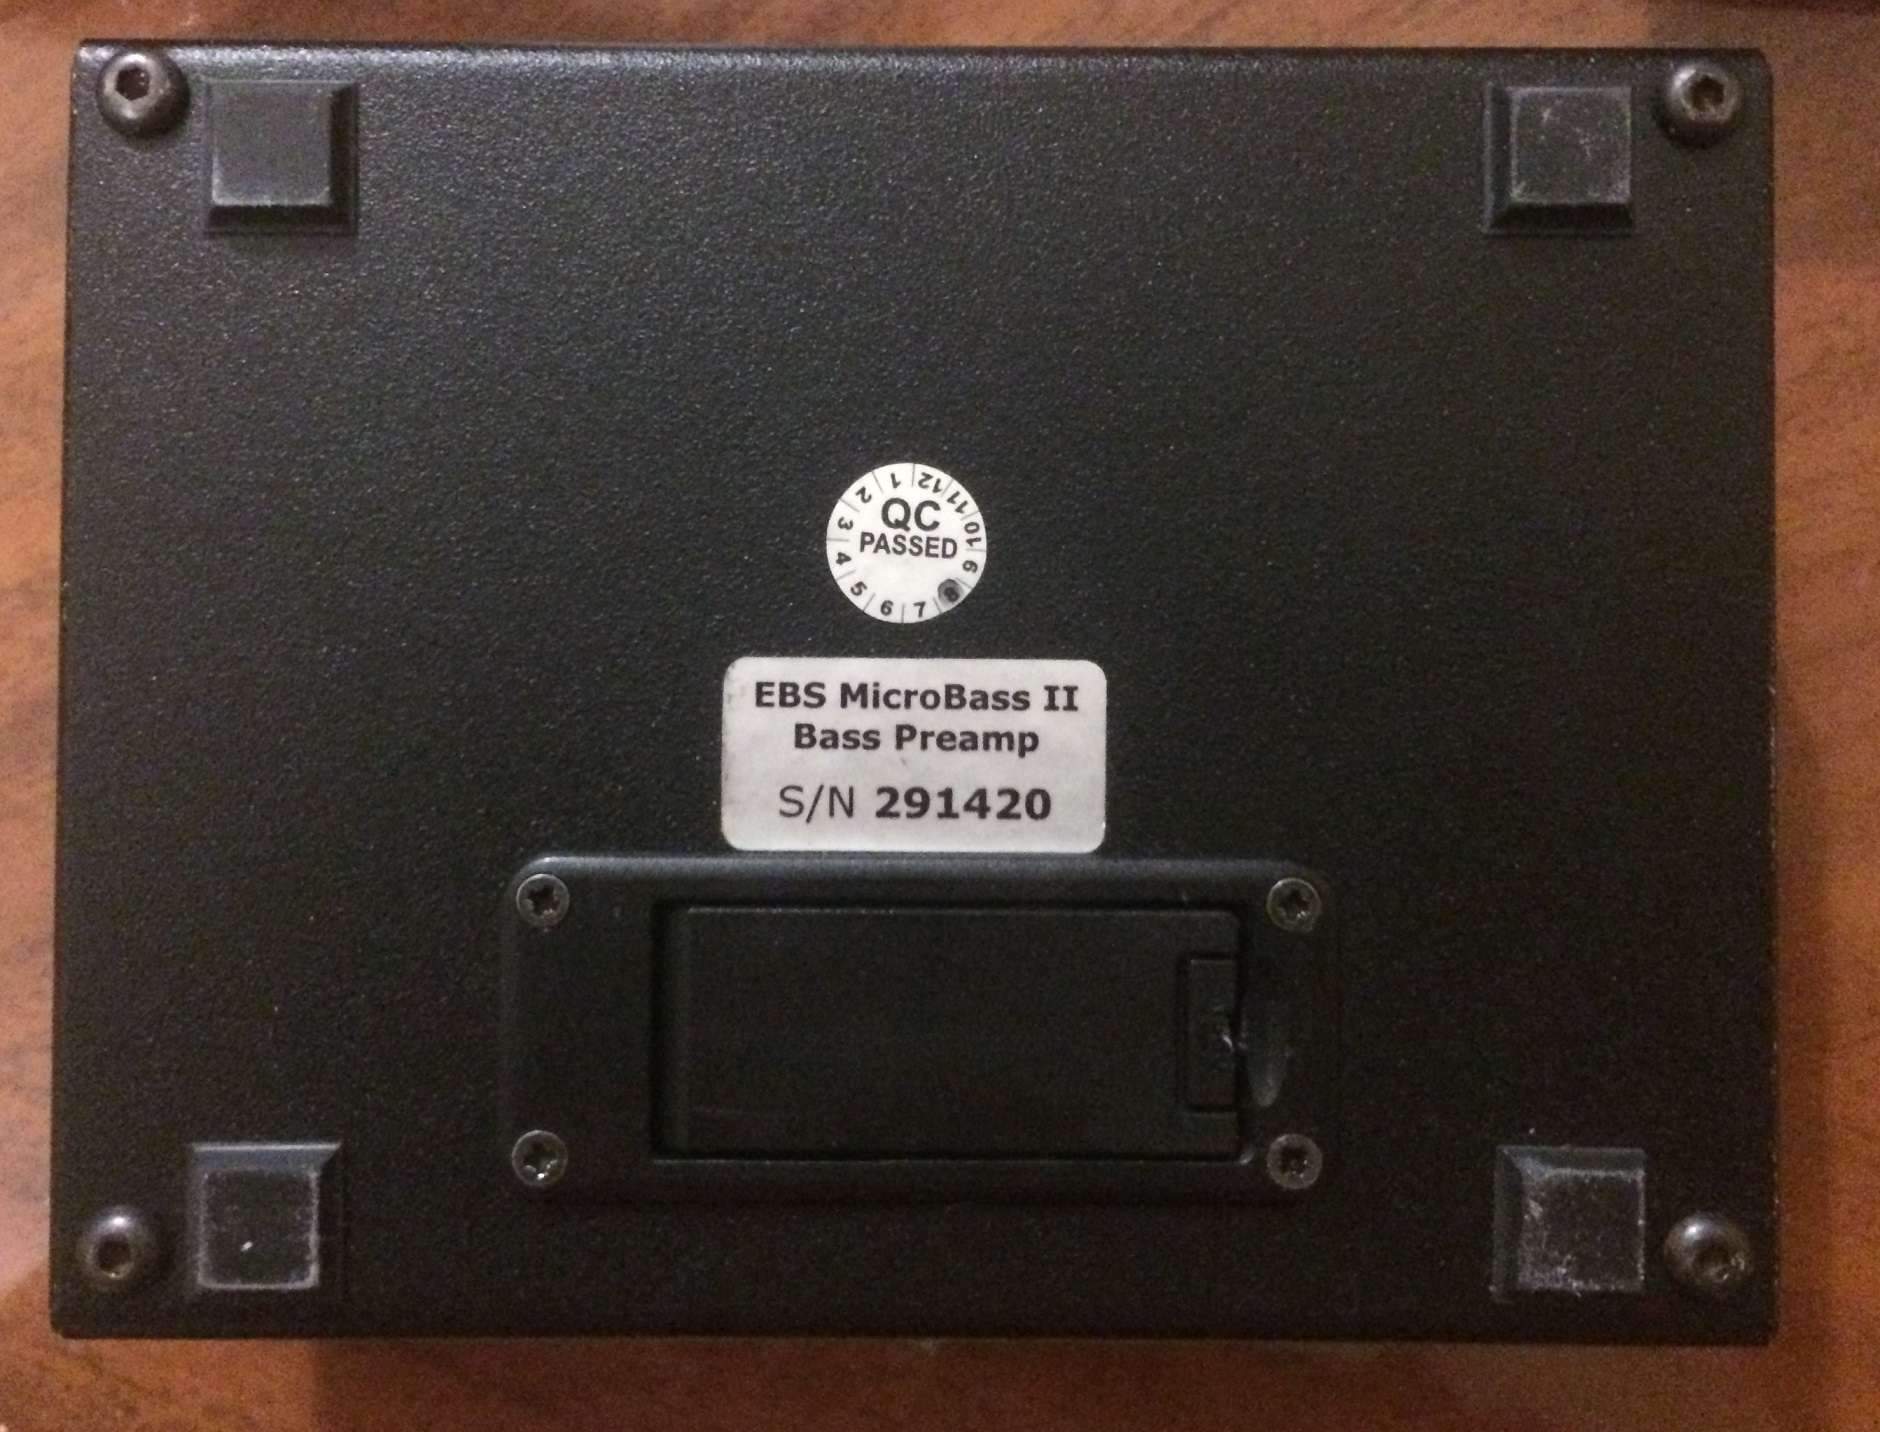 1 2 3 4 5 6 7 8 9 10 11 12
QC
PASSED
EBS MicroBass II
Bass Preamp
S/N 291420